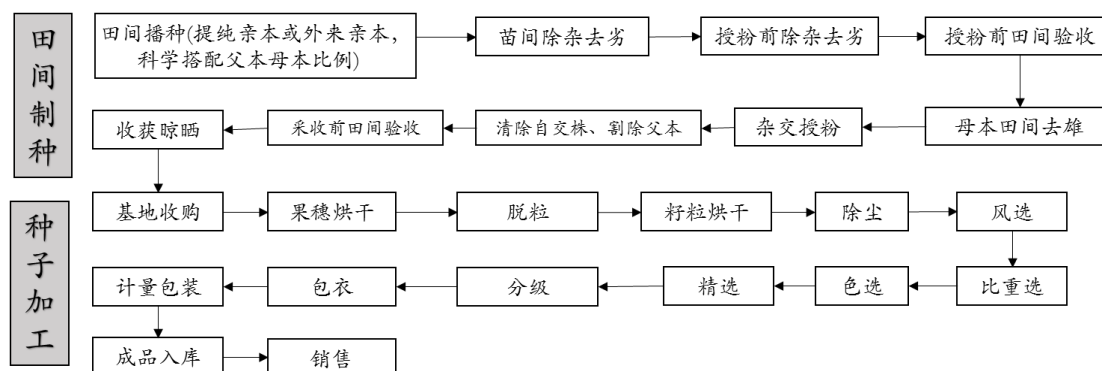 田间制种
田间播种(提纯亲本或外来亲本，
科学搭配父本母本比例)
苗间除杂去劣
授粉前除杂去劣
授粉前田间验收
母本田间去雄
杂交授粉
清除自交株、割除父本
采收前田间验收
收获晾晒
种子加工
基地收购
果穗烘干
脱粒
籽粒烘干
除尘
风选
比重选
色选
精选
分级
包衣
计量包装
成品入库
销售